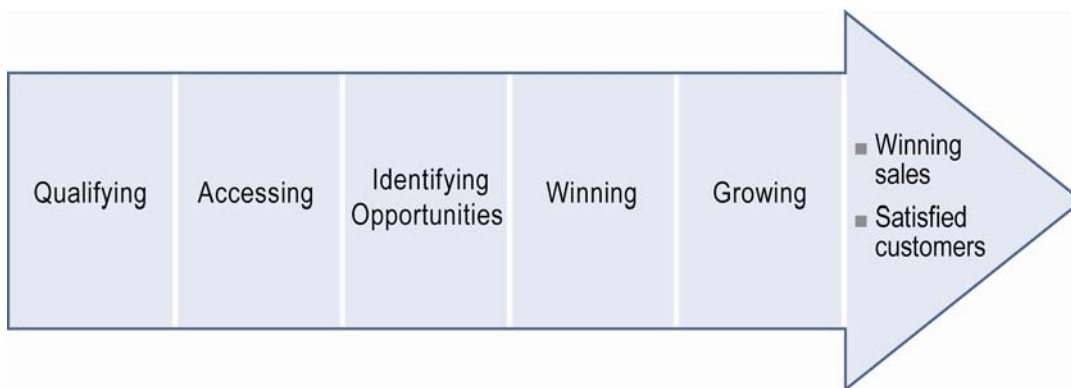 Qualifying
Accessing
Identifying
Opportunities
Winning
Growing
Winning
sales
Satisfied
customers